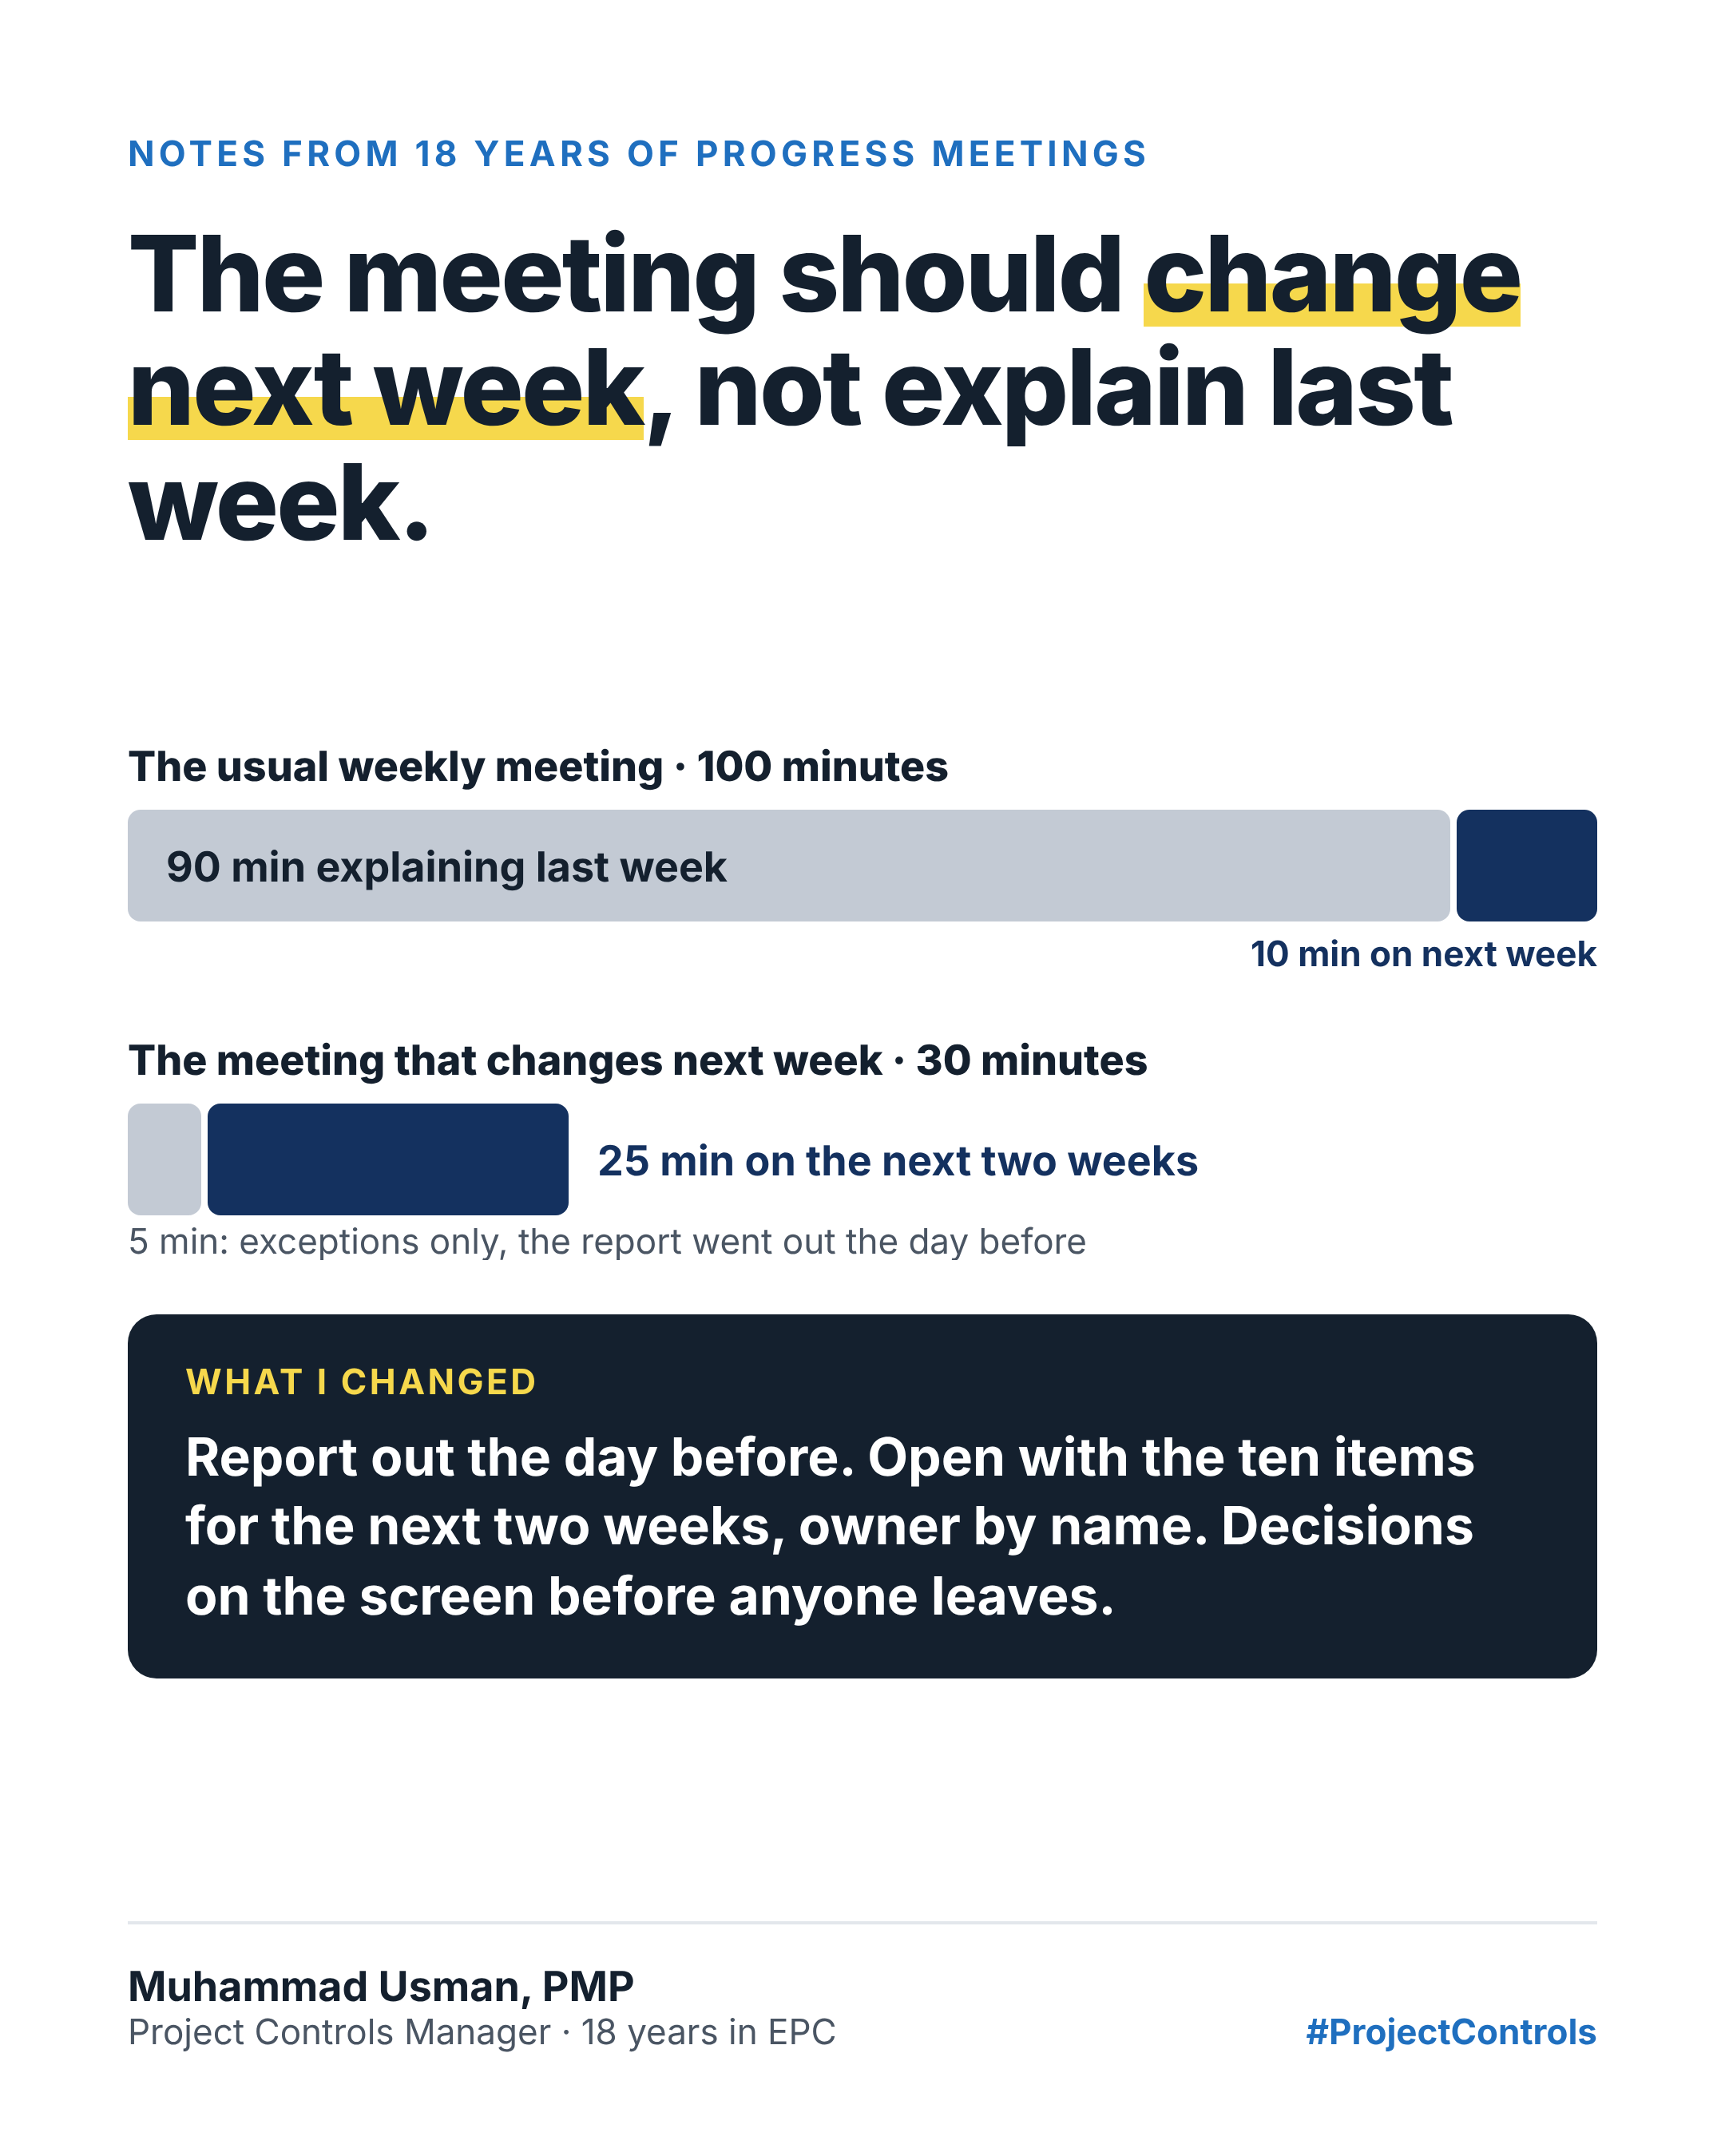 NOTES FROM 18 YEARS OF PROGRESS MEETINGS
The meeting should change
next week, not explain last
week.
The usual weekly meeting · 100 minutes
90 min explaining last week
10 min on next week
The meeting that changes next week · 30 minutes
25 min on the next two weeks
5 min: exceptions only, the report went out the day before
WHAT I CHANGED
Report out the day before. Open with the ten items
for the next two weeks, owner by name. Decisions
on the screen before anyone leaves.
Muhammad Usman, PMP
Project Controls Manager · 18 years in EPC
#ProjectControls